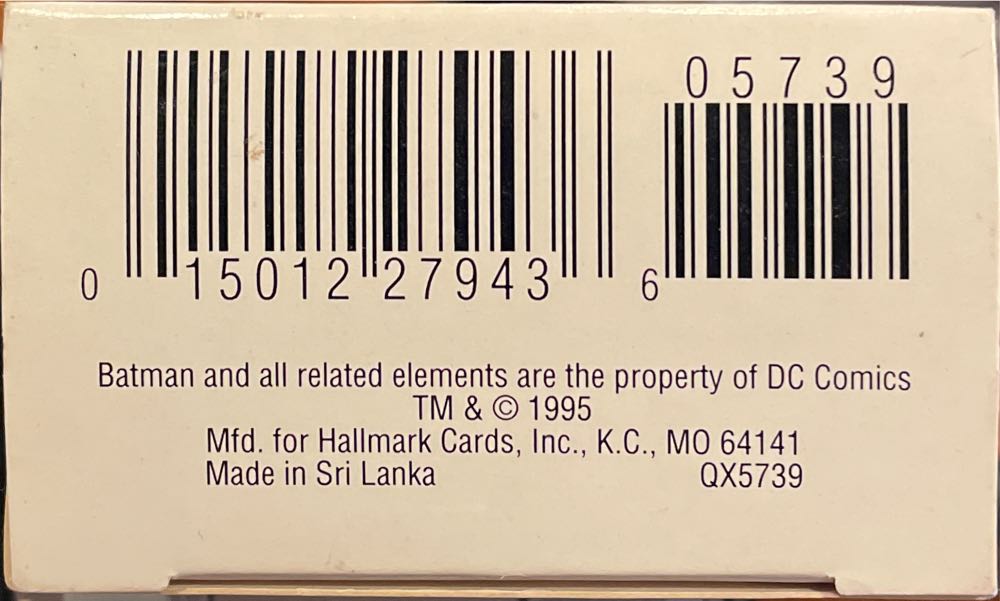 05739
0 15012 27943 6
Batman and all related elements are the property of DC Comics
TM & © 1995
Mfd. for Hallmark Cards, Inc., K.C., MO 64141
Made in Sri Lanka QX5739